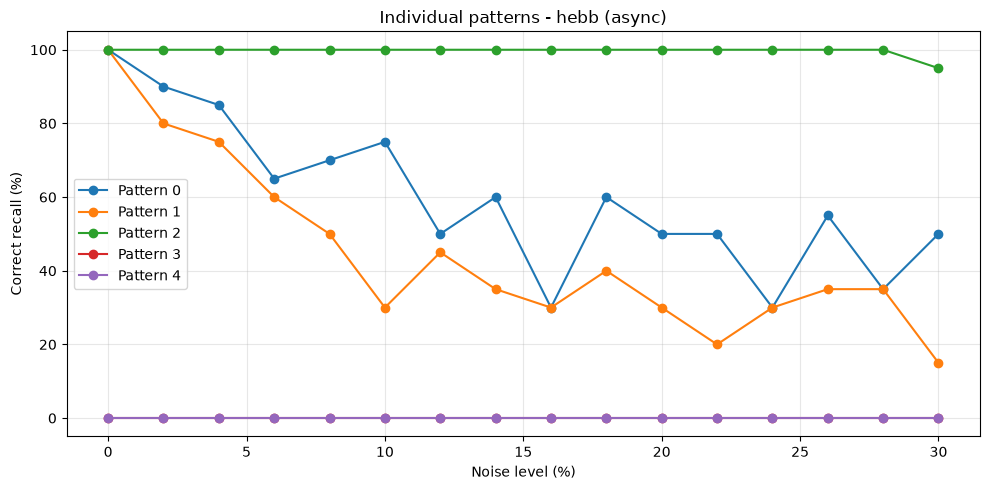 Individual patterns - hebb (async)
Correct recall (%)
100
80
60
40
20
0
Pattern 0
Pattern 1
Pattern 2
Pattern 3
Pattern 4
0 5 10 15 20 25 30
Noise level (%)